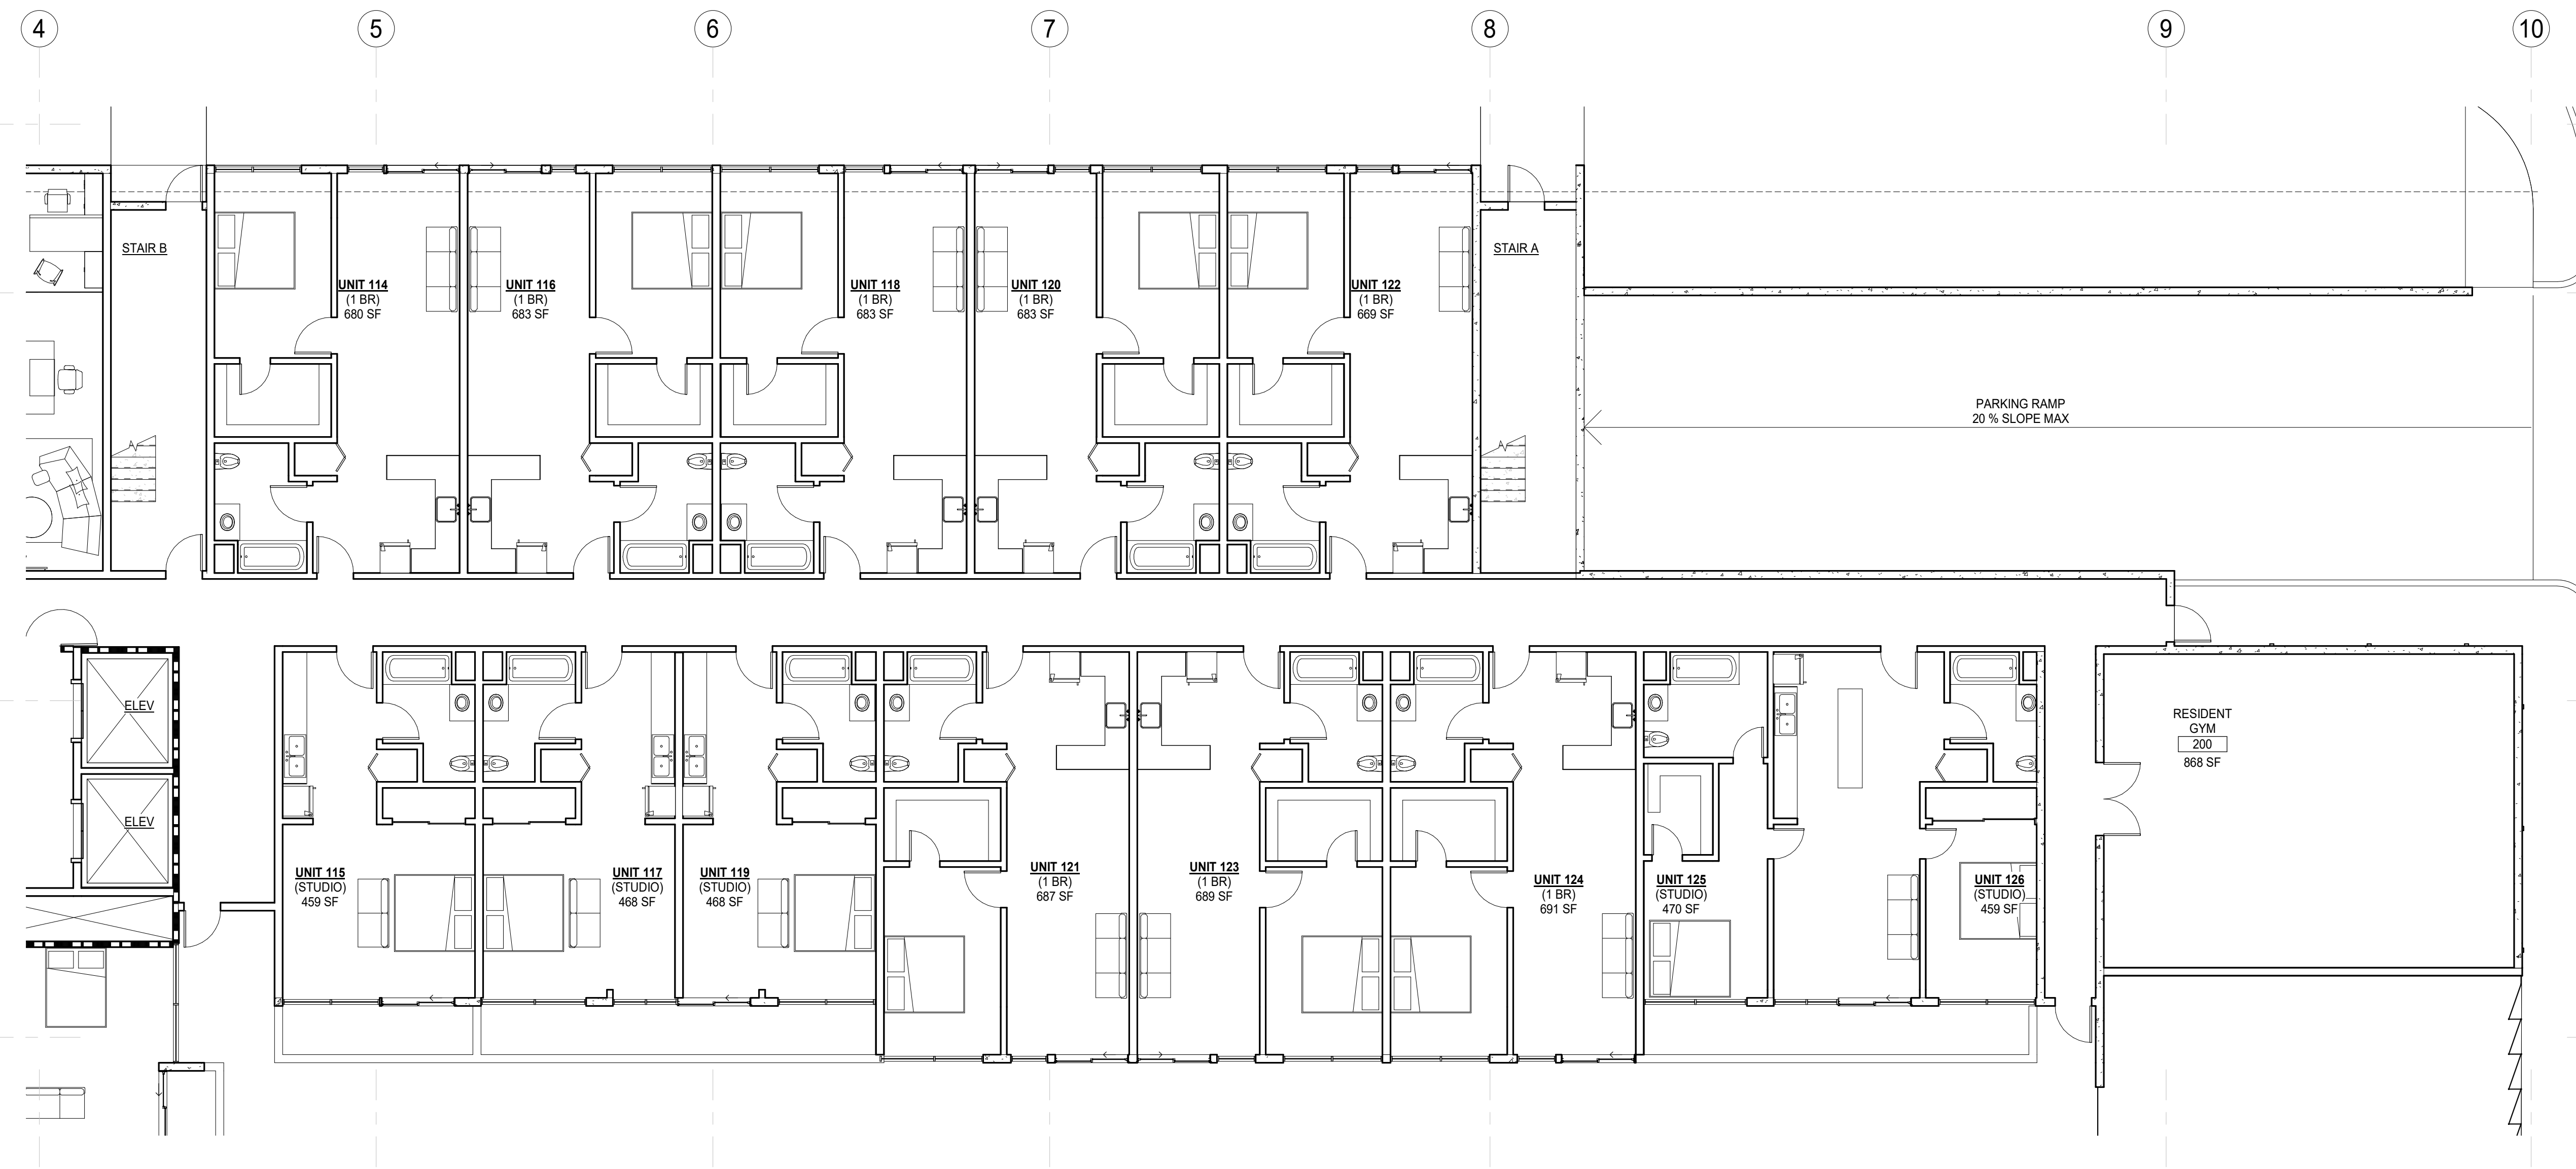 4
5
6
7
8
9
10
STAIR B
UNIT 114
(1 BR)
680 SF
UNIT 116
(1 BR)
683 SF
UNIT 118
(1 BR)
683 SF
UNIT 120
(1 BR)
683 SF
UNIT 122
(1 BR)
669 SF
STAIR A
PARKING RAMP
20 % SLOPE MAX
ELEV
ELEV
UNIT 115
(STUDIO)
459 SF
UNIT 117
(STUDIO)
468 SF
UNIT 119
(STUDIO)
468 SF
UNIT 121
(1 BR)
687 SF
UNIT 123
(1 BR)
689 SF
UNIT 124
(1 BR)
691 SF
UNIT 125
(STUDIO)
470 SF
UNIT 126
(STUDIO)
459 SF
RESIDENT
GYM
200
868 SF